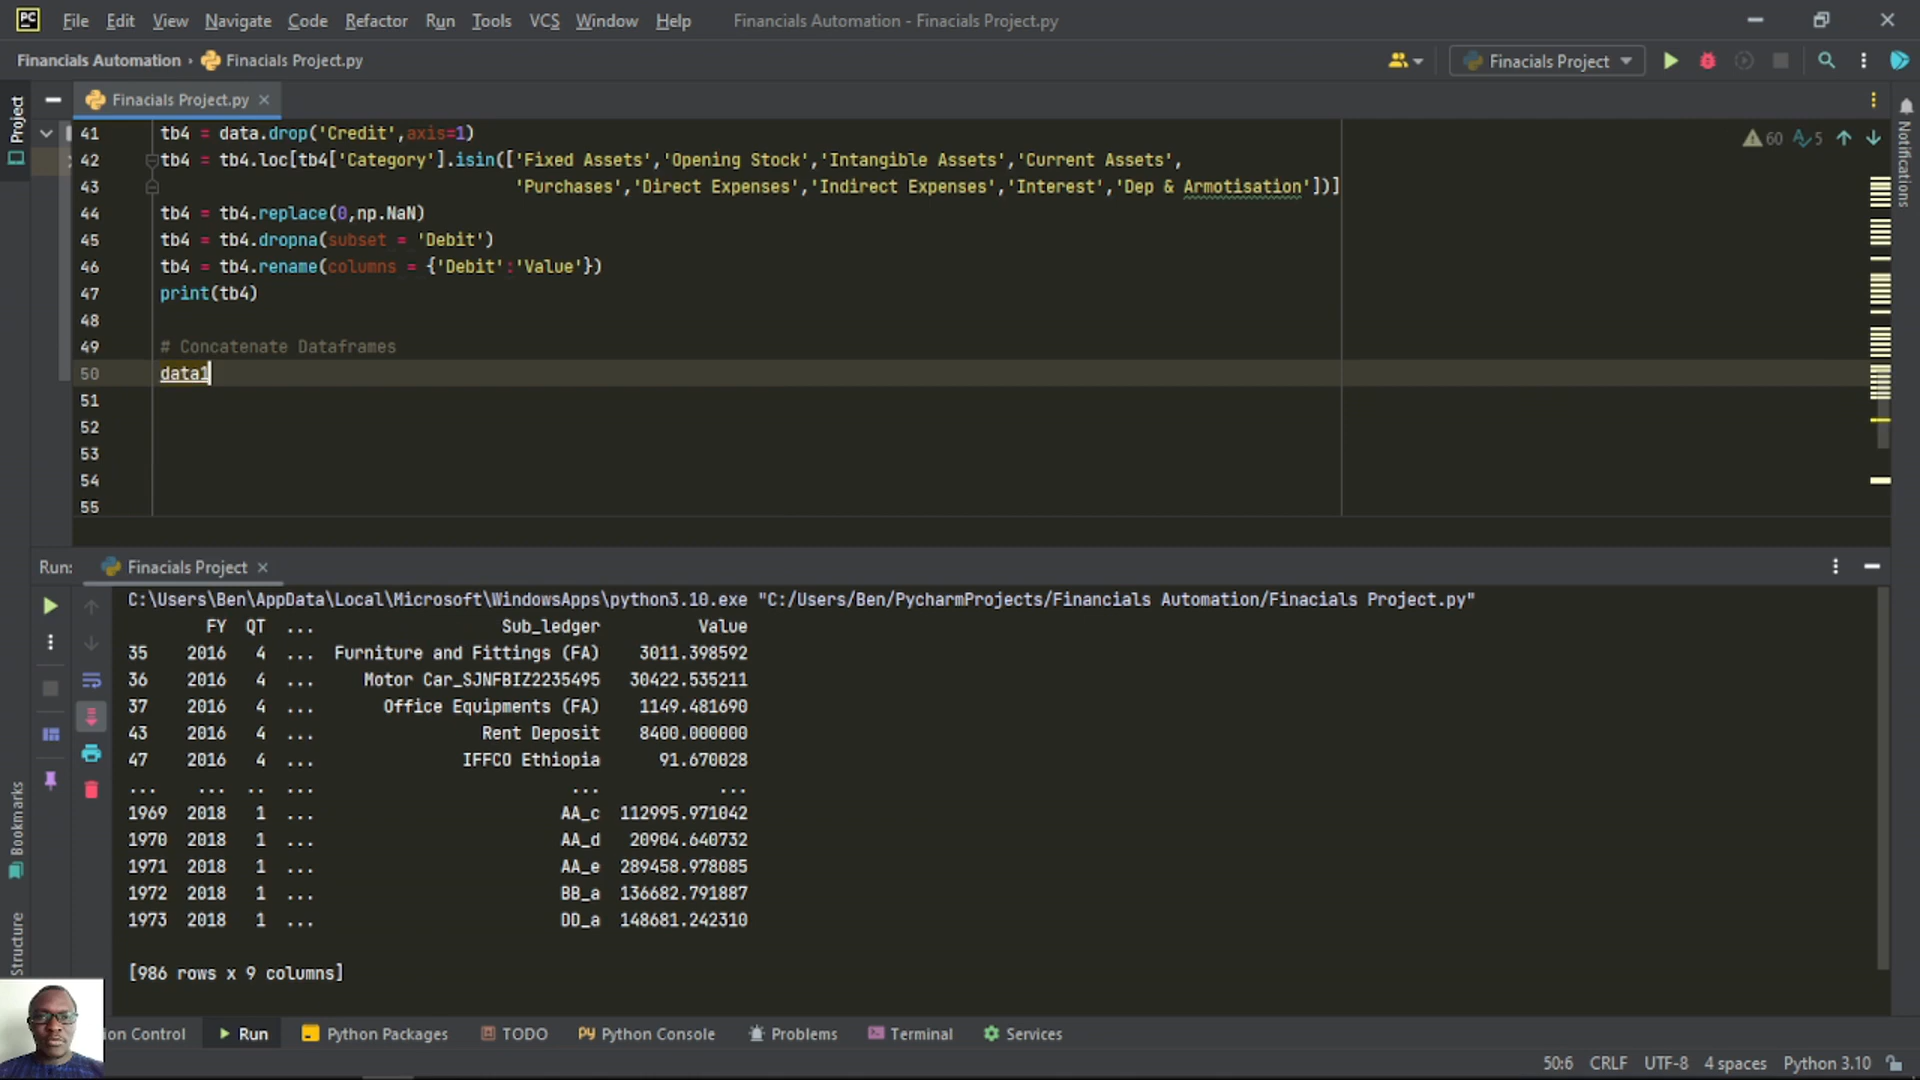 PC File Edit View Navigate Code Refactor Run Tools VCS Window Help Financials Automation - Finacials Project.py
Financials Automation › Finacials Project.py Finacials Project
Project
Finacials Project.py
Notifications
60 5
41 tb4 = data.drop('Credit',axis=1)
42 tb4 = tb4.loc[tb4['Category'].isin(['Fixed Assets','Opening Stock','Intangible Assets','Current Assets',
43 'Purchases','Direct Expenses','Indirect Expenses','Interest','Dep & Armotisation'])]
44 tb4 = tb4.replace(0,np.NaN)
45 tb4 = tb4.dropna(subset = 'Debit')
46 tb4 = tb4.rename(columns = {'Debit':'Value'})
47 print(tb4)
48
49 # Concatenate Dataframes
50 data1
51
52
53
54
55
Run: Finacials Project
C:\Users\Ben\AppData\Local\Microsoft\WindowsApps\python3.10.exe "C:/Users/Ben/PycharmProjects/Financials Automation/Finacials Project.py"
FY QT ... Sub_ledger Value
35 2016 4 ... Furniture and Fittings (FA) 3011.398592
36 2016 4 ... Motor Car_SJNFBIZ2235495 30422.535211
37 2016 4 ... Office Equipments (FA) 1149.481690
43 2016 4 ... Rent Deposit 8400.000000
47 2016 4 ... IFFCO Ethiopia 91.670028
... ... .. ... ... ...
1969 2018 1 ... AA_c 112995.971042
1970 2018 1 ... AA_d 20904.640732
1971 2018 1 ... AA_e 289458.978085
1972 2018 1 ... BB_a 136682.791887
1973 2018 1 ... DD_a 148681.242310
[986 rows x 9 columns]
Bookmarks
Structure
on Control Run Python Packages TODO Python Console Problems Terminal Services
50:6 CRLF UTF-8 4 spaces Python 3.10